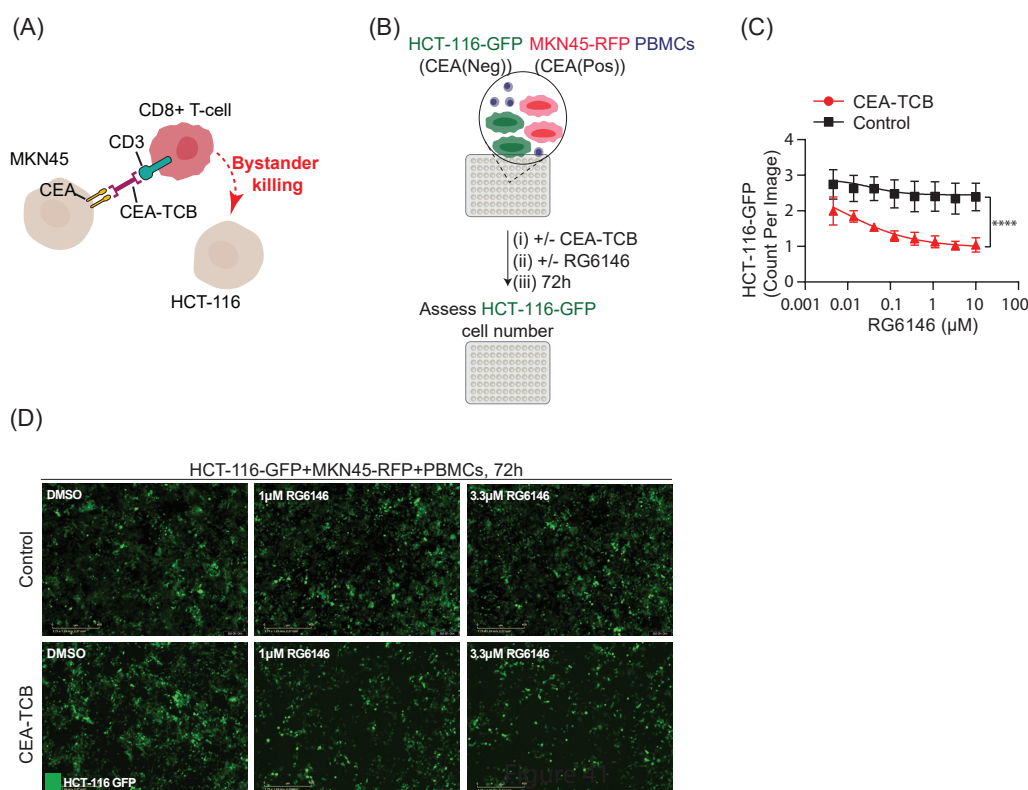 (A)
CD8+ T-cell
CD3
MKN45
CEA
CEA-TCB
Bystander
killing
HCT-116
(B)
HCT-116-GFP MKN45-RFP PBMCs
(CEA(Neg)) (CEA(Pos))
(i) +/- CEA-TCB
(ii) +/- RG6146
(iii) 72h
Assess HCT-116-GFP
cell number
(C)
CEA-TCB
Control
HCT-116-GFP
(Count Per Image)
4
3
2
1
0
****
0.001 0.01 0.1 1 10 100
RG6146 (µM)
(D)
HCT-116-GFP+MKN45-RFP+PBMCs, 72h
Control
DMSO
1µM RG6146
3.3µM RG6146
CEA-TCB
DMSO
1µM RG6146
3.3µM RG6146
HCT-116 GFP